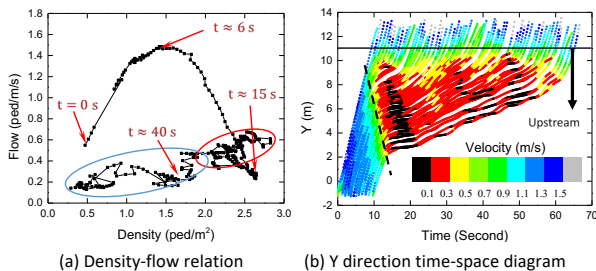 (a)
t ≈ 6 s
t = 0 s
t ≈ 15 s
t ≈ 40 s
Flow (ped/m/s)
1.8
1.6
1.4
1.2
1.0
0.8
0.6
0.4
0.2
0.0
0.0 0.5 1.0 1.5 2.0 2.5 3.0
Density (ped/m²)
(a) Density-flow relation
(b)
Y (m)
14
12
10
8
6
4
2
0
-2
Upstream
Velocity (m/s)
0.1 0.3 0.5 0.7 0.9 1.1 1.3 1.5
0 10 20 30 40 50 60 70
Time (Second)
(b) Y direction time-space diagram